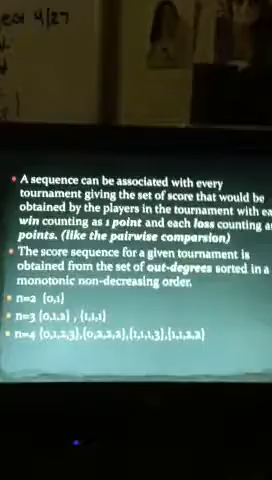 4/27
• A sequence can be associated with every
tournament giving the set of score that would be
obtained by the players in the tournament with ea
win counting as 1 point and each loss counting a
points. (like the pairwise comparsion)
• The score sequence for a given tournament is
obtained from the set of out-degrees sorted in a
monotonic non-decreasing order.
• n=2 {0,1}
• n=3 {0,1,2} , {1,1,1}
• n=4 {0,1,2,3},{0,2,2,2},{1,1,1,3},{1,1,2,2}